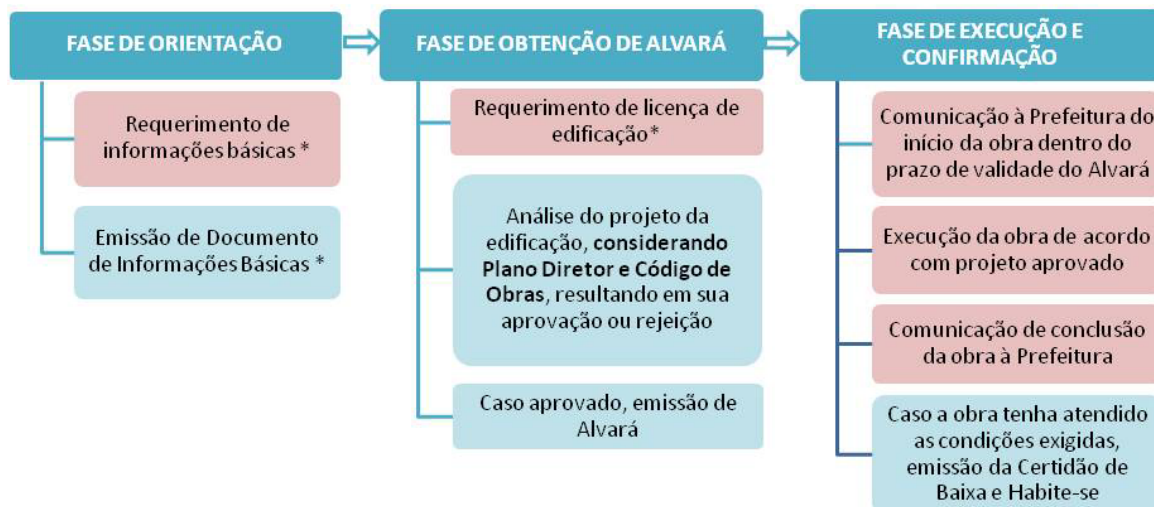 FASE DE ORIENTAÇÃO
Requerimento de
informações básicas *
Emissão de Documento
de Informações Básicas *
FASE DE OBTENÇÃO DE ALVARÁ
Requerimento de licença de
edificação*
Análise do projeto da
edificação, considerando
Plano Diretor e Código de
Obras, resultando em sua
aprovação ou rejeição
Caso aprovado, emissão de
Alvará
FASE DE EXECUÇÃO E
CONFIRMAÇÃO
Comunicação à Prefeitura do
início da obra dentro do
prazo de validade do Alvará
Execução da obra de acordo
com projeto aprovado
Comunicação de conclusão
da obra à Prefeitura
Caso a obra tenha atendido
as condições exigidas,
emissão da Certidão de
Baixa e Habite-se